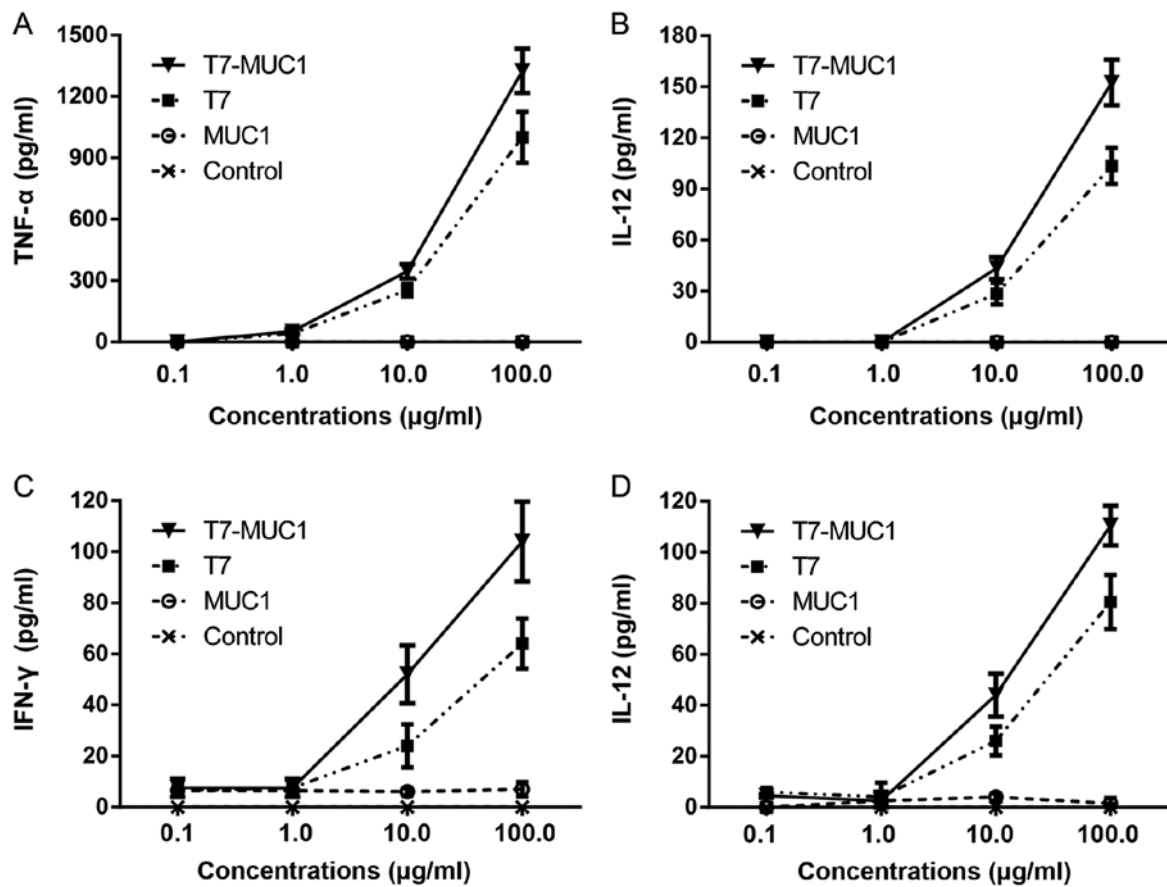 A
TNF-α (pg/ml)
1500
1200
900
600
300
0
T7-MUC1
T7
MUC1
Control
0.1 1.0 10.0 100.0
Concentrations (µg/ml)
B
IL-12 (pg/ml)
180
150
120
90
60
30
0
T7-MUC1
T7
MUC1
Control
0.1 1.0 10.0 100.0
Concentrations (µg/ml)
C
IFN-γ (pg/ml)
120
100
80
60
40
20
0
T7-MUC1
T7
MUC1
Control
0.1 1.0 10.0 100.0
Concentrations (µg/ml)
D
IL-12 (pg/ml)
120
100
80
60
40
20
0
T7-MUC1
T7
MUC1
Control
0.1 1.0 10.0 100.0
Concentrations (µg/ml)